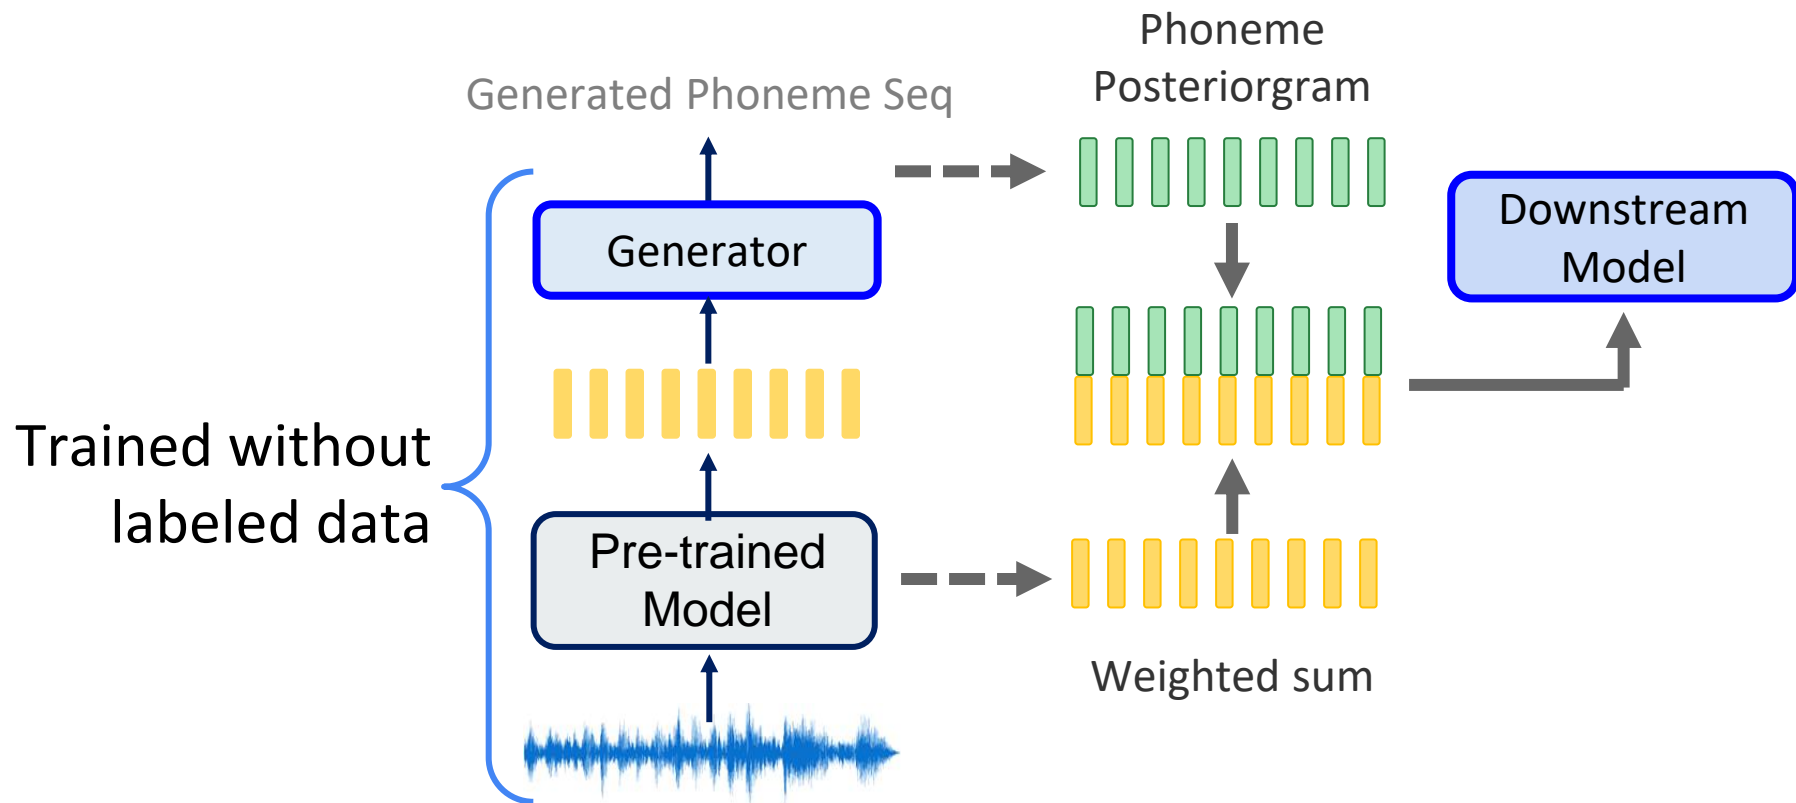 Phoneme
Posteriorgram
Generated Phoneme Seq
Generator
Downstream
Model
Trained without
labeled data
Pre-trained
Model
Weighted sum